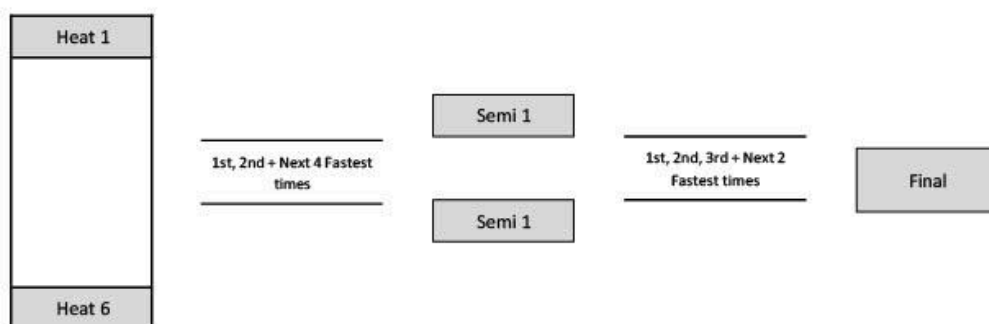 Heat 1
Heat 6
1st, 2nd + Next 4 Fastest
times
Semi 1
Semi 1
1st, 2nd, 3rd + Next 2
Fastest times
Final